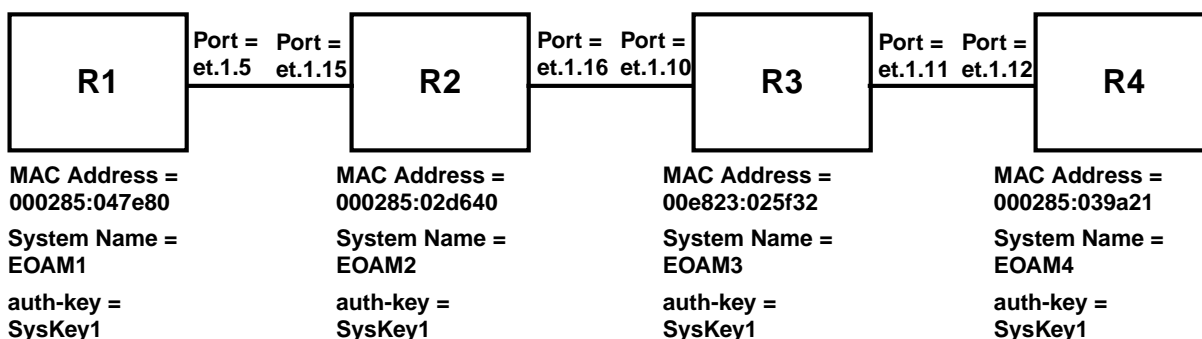 Port = Port =
et.1.5 et.1.15
Port = Port =
et.1.16 et.1.10
Port = Port =
et.1.11 et.1.12
R1
R2
R3
R4
MAC Address =
000285:047e80
System Name =
EOAM1
auth-key =
SysKey1
MAC Address =
000285:02d640
System Name =
EOAM2
auth-key =
SysKey1
MAC Address =
00e823:025f32
System Name =
EOAM3
auth-key =
SysKey1
MAC Address =
000285:039a21
System Name =
EOAM4
auth-key =
SysKey1